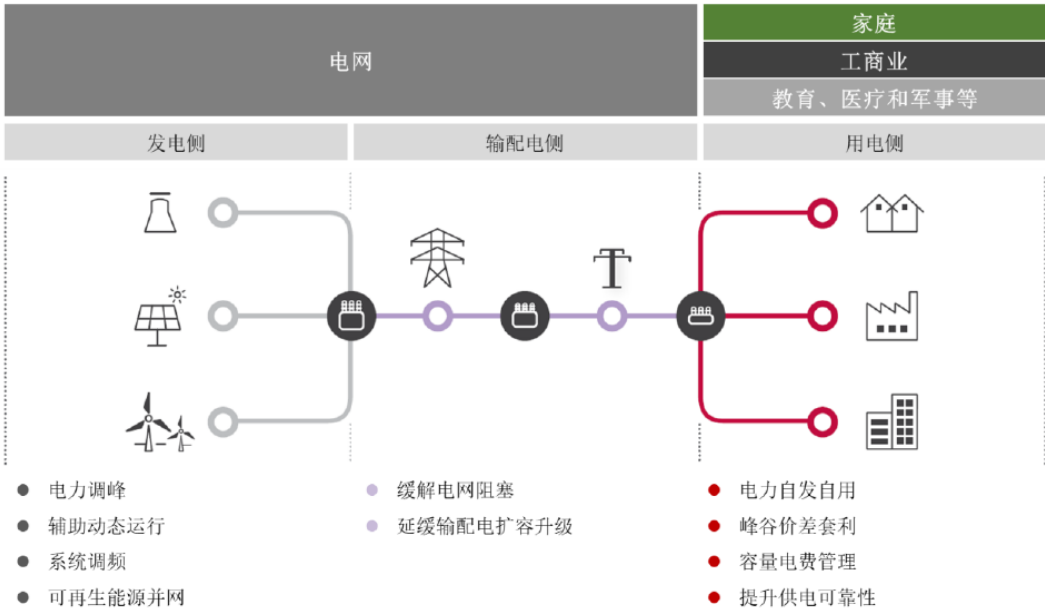 电网
家庭
工商业
教育、医疗和军事等
发电侧
输配电侧
用电侧
电力调峰
辅助动态运行
系统调频
可再生能源并网
缓解电网阻塞
延缓输配电扩容升级
电力自发自用
峰谷价差套利
容量电费管理
提升供电可靠性